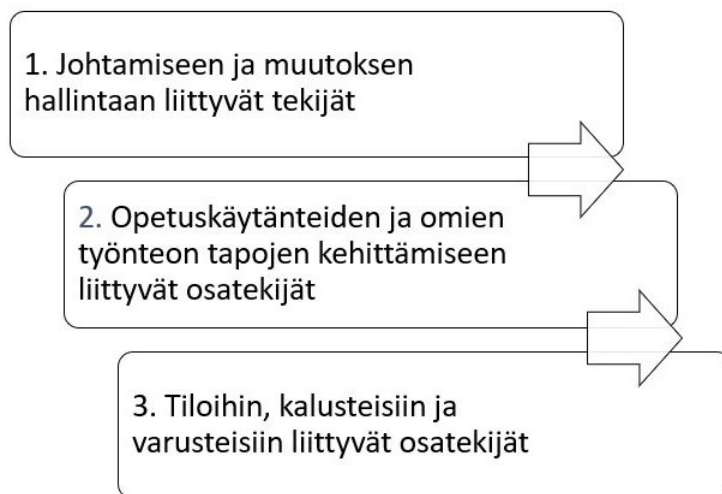 1. Johtamiseen ja muutoksen
hallintaan liittyvät tekijät
2. Opetuskäytänteiden ja omien
työnteon tapojen kehittämiseen
liittyvät osatekijät
3. Tiloihin, kalusteisiin ja
varusteisiin liittyvät osatekijät